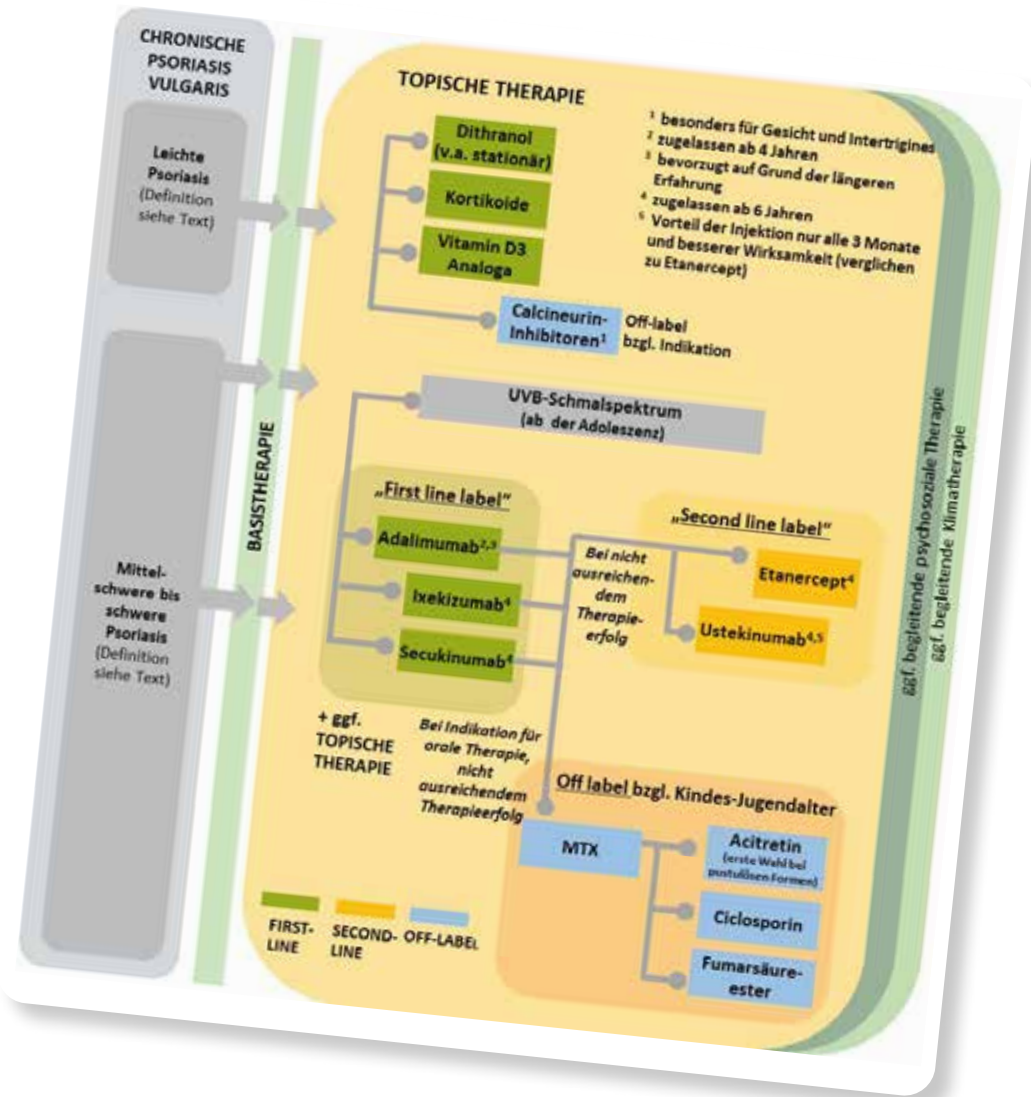 CHRONISCHE
PSORIASIS
VULGARIS
Leichte
Psoriasis
(Definition
siehe Text)
Mittel-
schwere bis
schwere
Psoriasis
(Definition
siehe Text)
BASISTHERAPIE
TOPISCHE THERAPIE
Dithranol
(v.a. stationär)
Kortikoide
Vitamin D3
Analoga
Calcineurin-
Inhibitoren¹
Off-label
bzgl. Indikation
¹ besonders für Gesicht und Intertrigines
² zugelassen ab 4 Jahren
³ bevorzugt auf Grund der längeren
Erfahrung
⁴ zugelassen ab 6 Jahren
⁵ Vorteil der Injektion nur alle 3 Monate
und besserer Wirksamkeit (verglichen
zu Etanercept)
UVB-Schmalspektrum
(ab der Adoleszenz)
„First line label"
Adalimumab²,³
Ixekizumab⁴
Secukinumab⁴
Bei nicht
ausreichen-
dem
Therapie-
erfolg
„Second line label"
Etanercept⁴
Ustekinumab⁴,⁵
+ ggf.
TOPISCHE
THERAPIE
Bei Indikation für
orale Therapie,
nicht
ausreichendem
Therapieerfolg
Off label bzgl. Kindes-Jugendalter
MTX
Acitretin
(erste Wahl bei
pustulösen Formen)
Ciclosporin
Fumarsäure-
ester
FIRST-
LINE
SECOND-
LINE
OFF-LABEL
ggf. begleitende psychosoziale Therapie
ggf. begleitende Klimatherapie